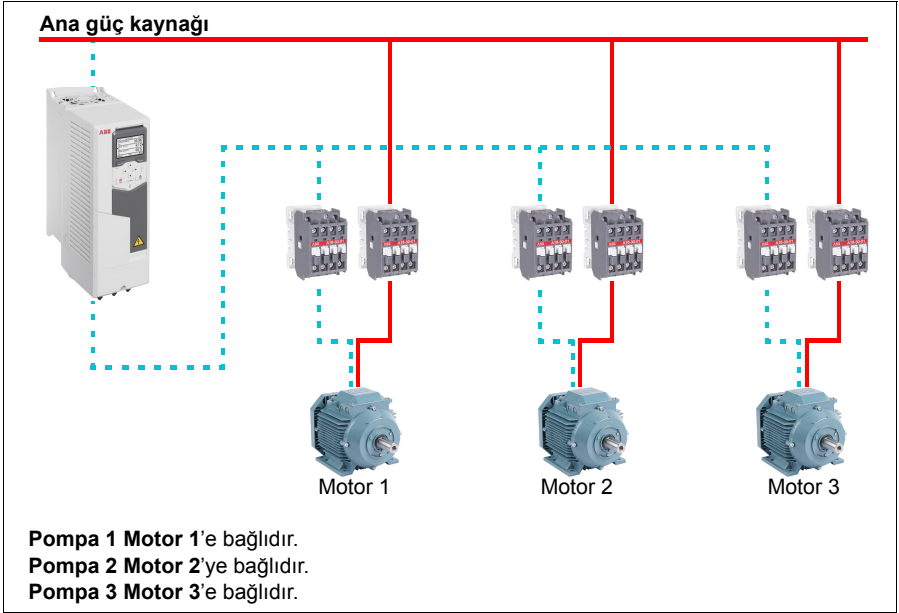 Ana güç kaynağı
ABB
Motor 1
Motor 2
Motor 3
Pompa 1 Motor 1’e bağlıdır.
Pompa 2 Motor 2’ye bağlıdır.
Pompa 3 Motor 3’e bağlıdır.